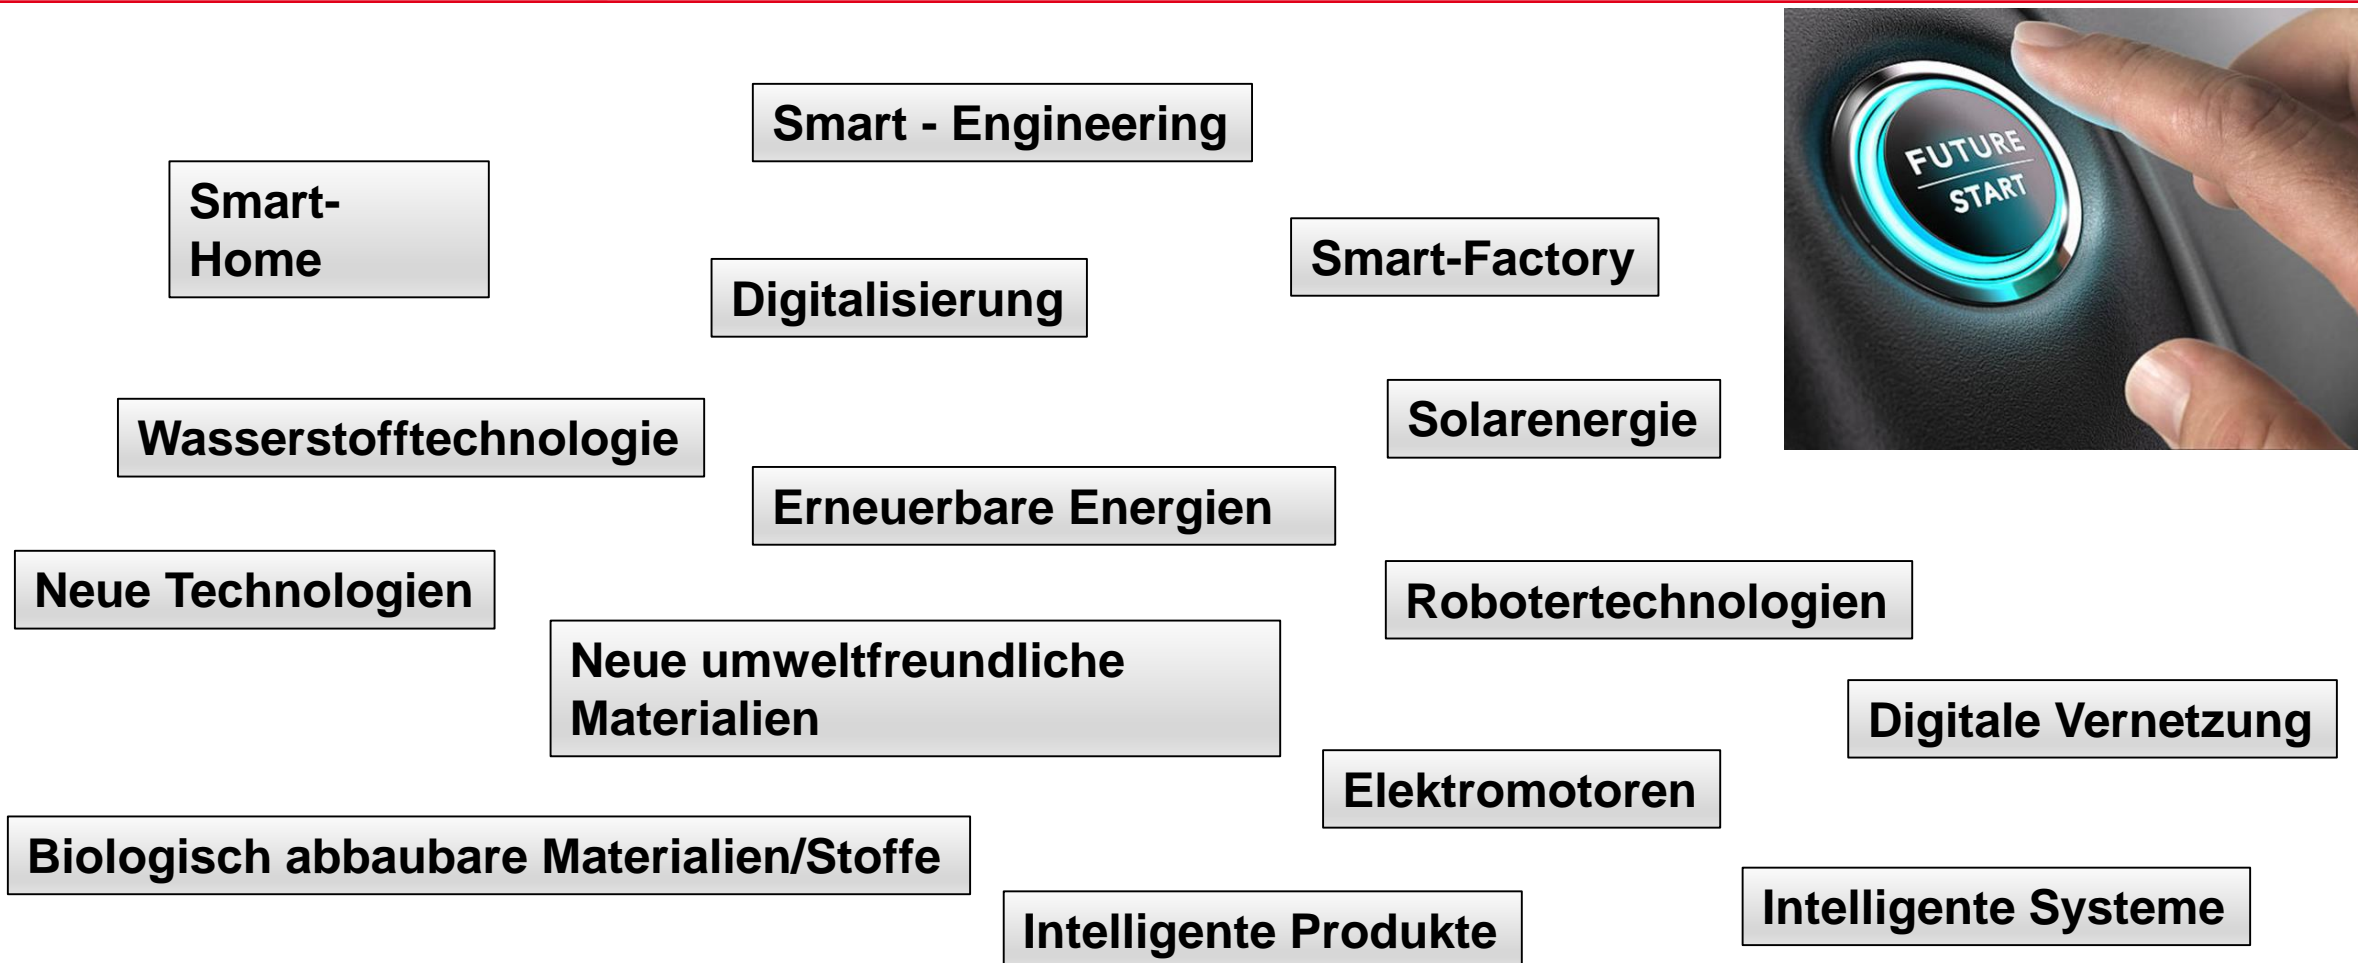 Smart - Engineering
FUTURE
START
Smart-
Home
Smart-Factory
Digitalisierung
Solarenergie
Wasserstofftechnologie
Erneuerbare Energien
Neue Technologien
Robotertechnologien
Neue umweltfreundliche
Materialien
Digitale Vernetzung
Elektromotoren
Biologisch abbaubare Materialien/Stoffe
Intelligente Systeme
Intelligente Produkte